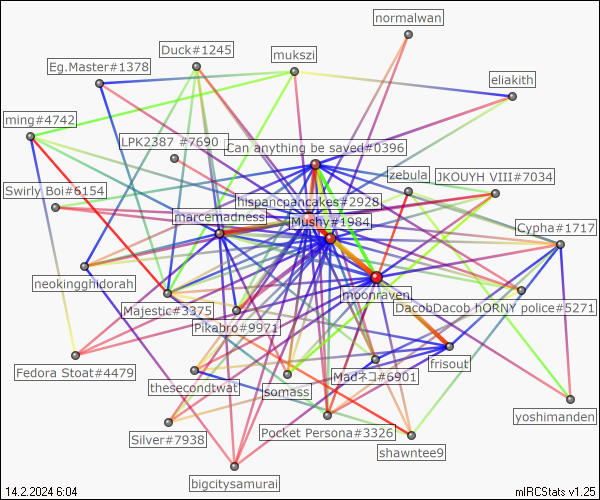 normalwan
Duck#1245
mukszi
Eg.Master#1378
eliakith
ming#4742
LPK2387 #7690
Can anything be saved#0396
zebula
JKOUYH VIII#7034
Swirly Boi#6154
hispancpancakes#2928
marcemadness
Mushy#1984
Cypha#1717
neokingghidorah
moonraven
Majestic#3375
DacobDacob hORNY police#5271
Pikabro#9971
Fedora Stoat#4479
thesecondtwat
somass
Madネコ#6901
frisout
yoshimanden
Silver#7938
Pocket Persona#3326
shawntee9
bigcitysamurai
14.2.2024 6:04
mIRCStats v1.25